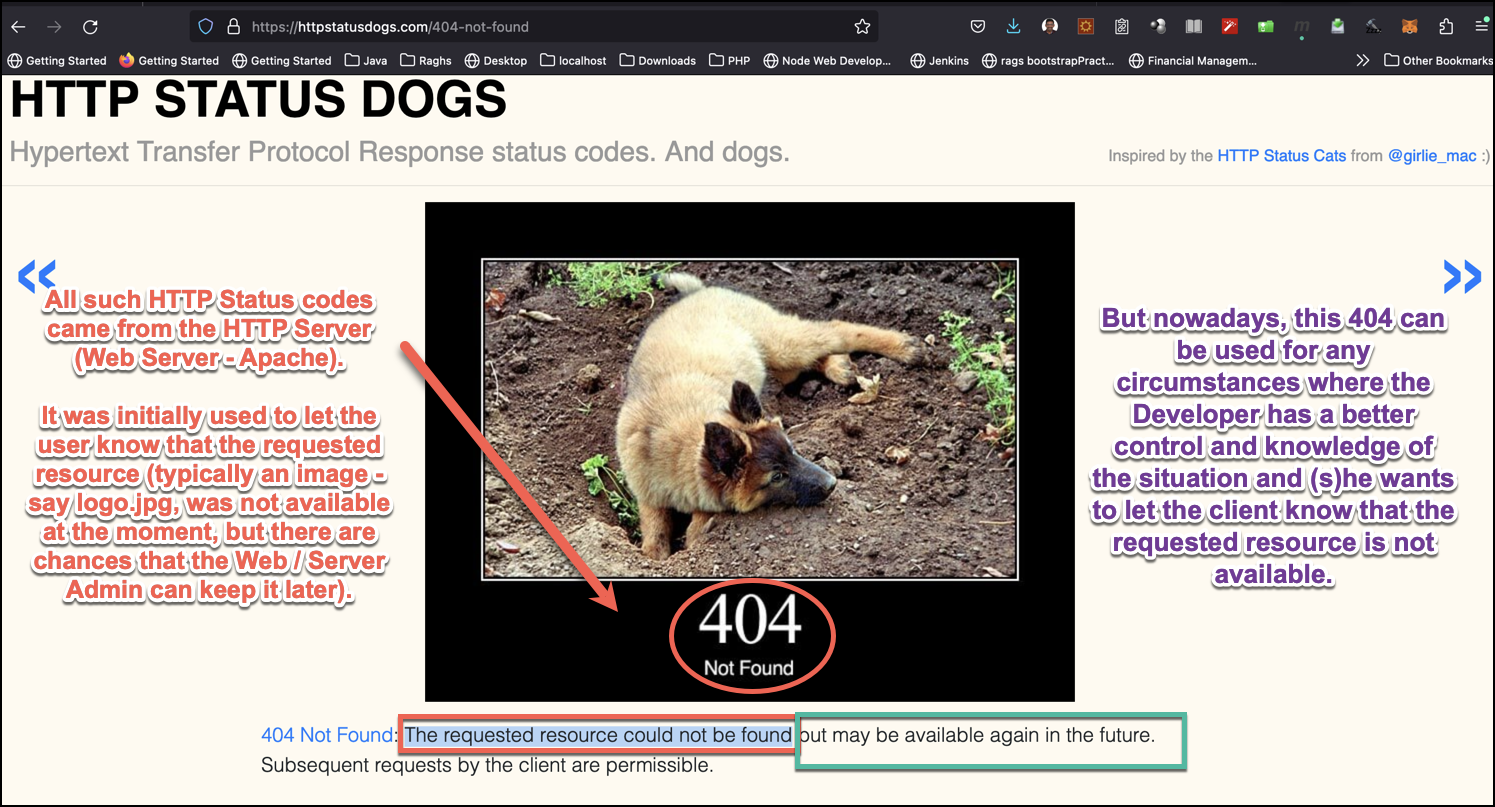 https://httpstatusdogs.com/404-not-found
Getting Started Getting Started Getting Started Java Raghs Desktop localhost Downloads PHP Node Web Develop... Jenkins rags bootstrapPract... Financial Managem... Other Bookmarks
HTTP STATUS DOGS
Hypertext Transfer Protocol Response status codes. And dogs.
Inspired by the HTTP Status Cats from @girlie_mac :)
«
All such HTTP Status codes
came from the HTTP Server
(Web Server - Apache).
It was initially used to let the
user know that the requested
resource (typically an image -
say logo.jpg, was not available
at the moment, but there are
chances that the Web / Server
Admin can keep it later).
»
But nowadays, this 404 can
be used for any
circumstances where the
Developer has a better
control and knowledge of
the situation and (s)he wants
to let the client know that the
requested resource is not
available.
404
Not Found
404 Not Found: The requested resource could not be found but may be available again in the future.
Subsequent requests by the client are permissible.